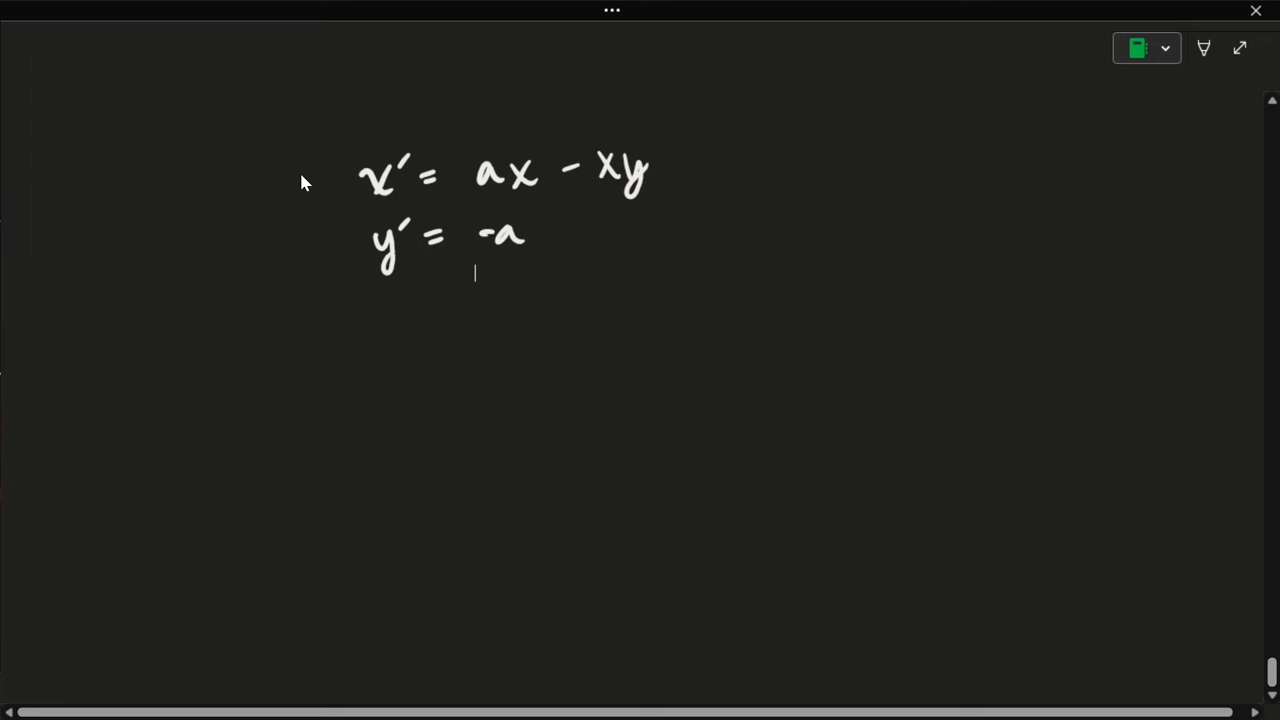 x′ = ax - xy
y′ = -a